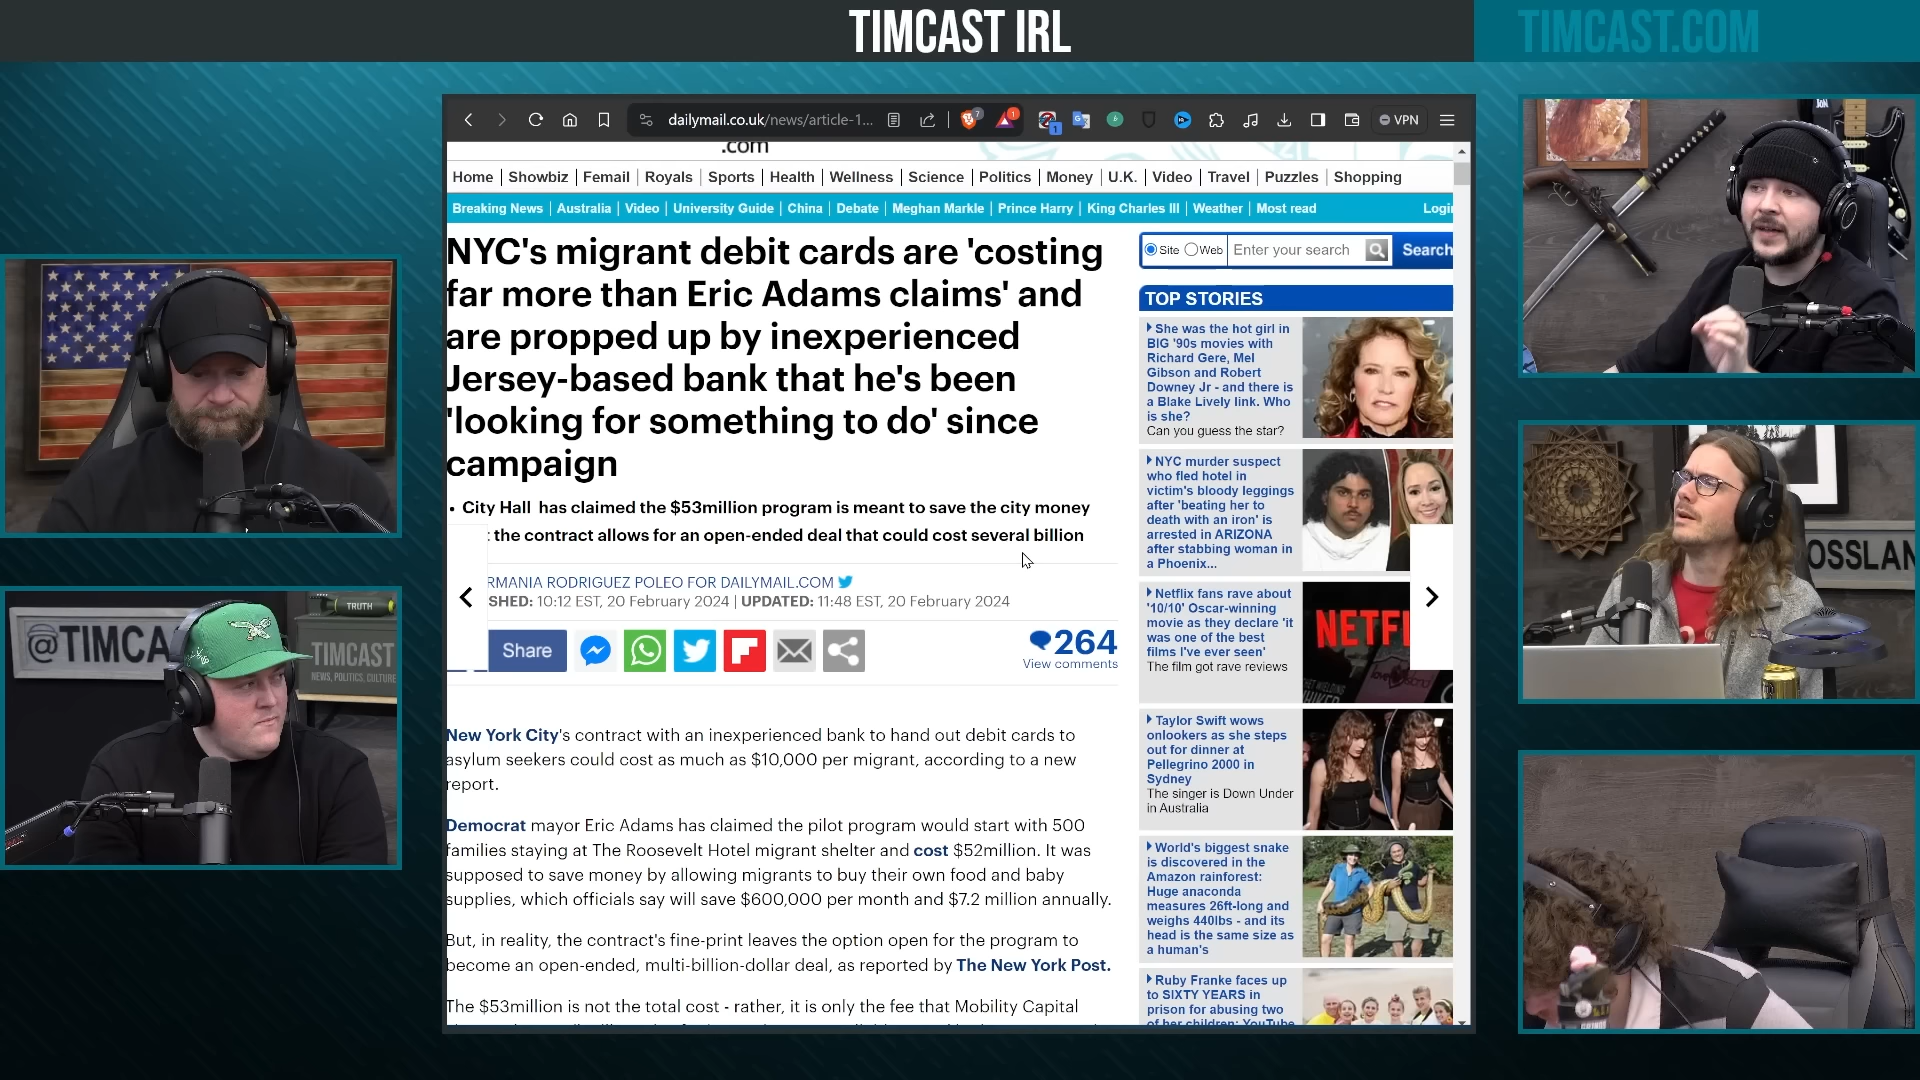 TIMCAST IRL
TIMCAST.COM
dailymail.co.uk/news/article-1...
VPN
.com
Home | Showbiz | Femail | Royals | Sports | Health | Wellness | Science | Politics | Money | U.K. | Video | Travel | Puzzles | Shopping
Breaking News | Australia | Video | University Guide | China | Debate | Meghan Markle | Prince Harry | King Charles III | Weather | Most read
Login
NYC's migrant debit cards are 'costing
far more than Eric Adams claims' and
are propped up by inexperienced
Jersey-based bank that he's been
'looking for something to do' since
campaign
• City Hall has claimed the $53million program is meant to save the city money
the contract allows for an open-ended deal that could cost several billion
RMANIA RODRIGUEZ POLEO FOR DAILYMAIL.COM
SHED: 10:12 EST, 20 February 2024 | UPDATED: 11:48 EST, 20 February 2024
Share
264
View comments
New York City's contract with an inexperienced bank to hand out debit cards to
asylum seekers could cost as much as $10,000 per migrant, according to a new
report.
Democrat mayor Eric Adams has claimed the pilot program would start with 500
families staying at The Roosevelt Hotel migrant shelter and cost $52million. It was
supposed to save money by allowing migrants to buy their own food and baby
supplies, which officials say will save $600,000 per month and $7.2 million annually.
But, in reality, the contract's fine-print leaves the option open for the program to
become an open-ended, multi-billion-dollar deal, as reported by The New York Post.
The $53million is not the total cost - rather, it is only the fee that Mobility Capital
Site Web Enter your search Search
TOP STORIES
She was the hot girl in
BIG '90s movies with
Richard Gere, Mel
Gibson and Robert
Downey Jr - and there is
a Blake Lively link. Who
is she?
Can you guess the star?
NYC murder suspect
who fled hotel in
victim's bloody leggings
after 'beating her to
death with an iron' is
arrested in ARIZONA
after stabbing woman in
a Phoenix...
Netflix fans rave about
'10/10' Oscar-winning
movie as they declare 'it
was one of the best
films I've ever seen'
The film got rave reviews
NETF
Taylor Swift wows
onlookers as she steps
out for dinner at
Pellegrino 2000 in
Sydney
The singer is Down Under
in Australia
World's biggest snake
is discovered in the
Amazon rainforest:
Huge anaconda
measures 26ft-long and
weighs 440lbs - and its
head is the same size as
a human's
Ruby Franke faces up
to SIXTY YEARS in
prison for abusing two
of her children: YouTube
@TIMCA
TRUTH
TIMCAST
NEWS, POLITICS, CULTURE
OSSLAN